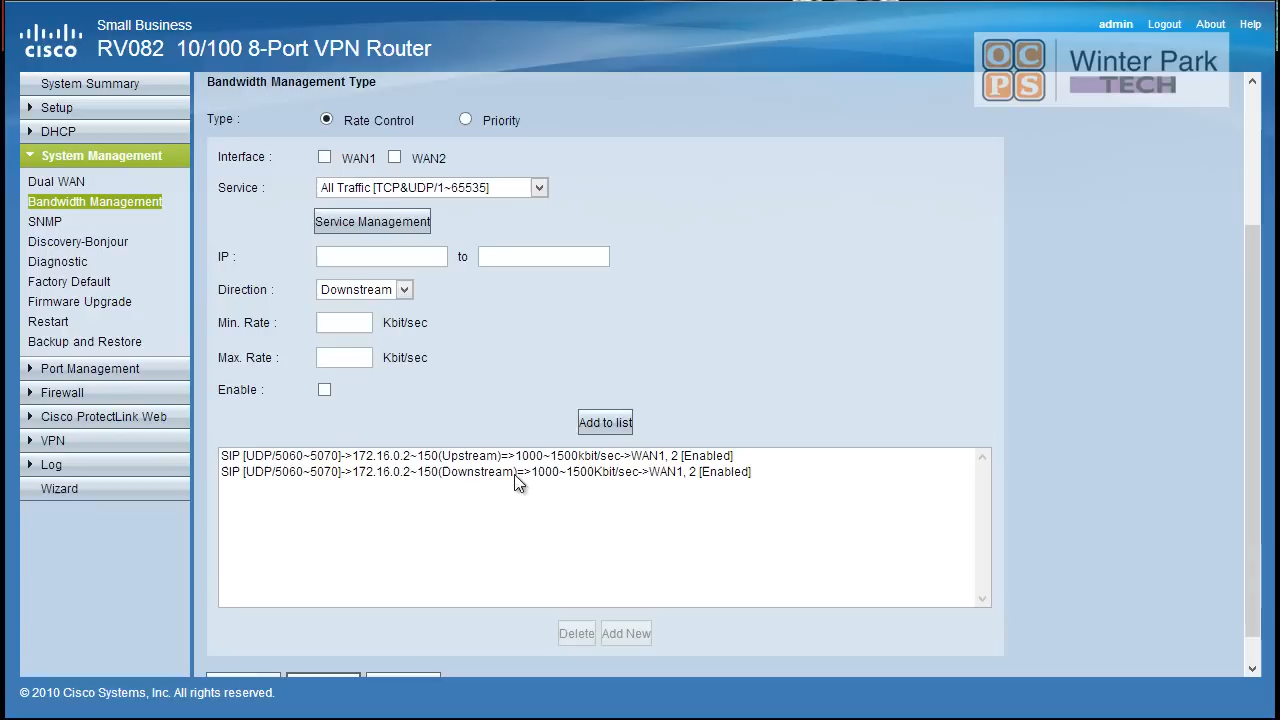 Small Business
CISCO
RV082 10/100 8-Port VPN Router
admin Logout About Help
OCPS Winter Park TECH
System Summary
Setup
DHCP
System Management
Dual WAN
Bandwidth Management
SNMP
Discovery-Bonjour
Diagnostic
Factory Default
Firmware Upgrade
Restart
Backup and Restore
Port Management
Firewall
Cisco ProtectLink Web
VPN
Log
Wizard
Bandwidth Management Type
Type : Rate Control Priority
Interface : WAN1 WAN2
Service : All Traffic [TCP&UDP/1~65535]
Service Management
IP : to
Direction : Downstream
Min. Rate : Kbit/sec
Max. Rate : Kbit/sec
Enable :
Add to list
SIP [UDP/5060~5070]->172.16.0.2~150(Upstream)=>1000~1500kbit/sec->WAN1, 2 [Enabled]
SIP [UDP/5060~5070]->172.16.0.2~150(Downstream)=>1000~1500Kbit/sec->WAN1, 2 [Enabled]
Delete Add New
© 2010 Cisco Systems, Inc. All rights reserved.